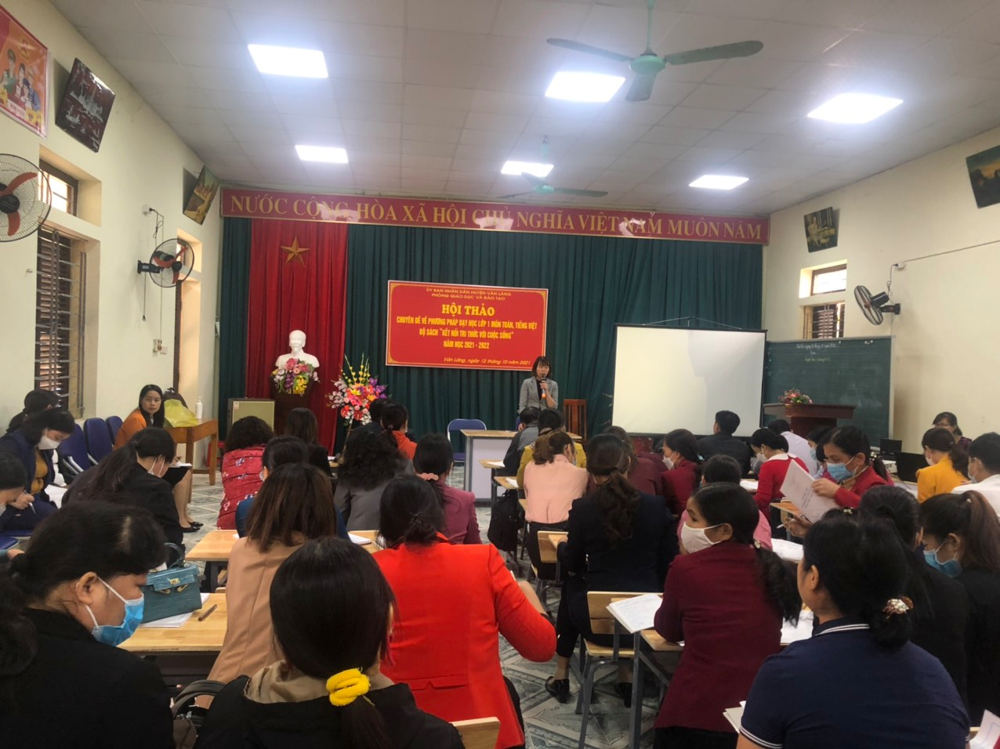 NƯỚC CỘNG HÒA XÃ HỘI CHỦ NGHĨA VIỆT NAM MUÔN NĂM
ỦY BAN NHÂN DÂN HUYỆN VĂN LÃNG
PHÒNG GIÁO DỤC VÀ ĐÀO TẠO
HỘI THẢO
CHUYÊN ĐỀ VỀ PHƯƠNG PHÁP DẠY HỌC LỚP 1 MÔN TOÁN, TIẾNG VIỆT
BỘ SÁCH "KẾT NỐI TRI THỨC VỚI CUỘC SỐNG"
NĂM HỌC 2021 - 2022
Văn Lãng, ngày 12 tháng 10 năm 2021